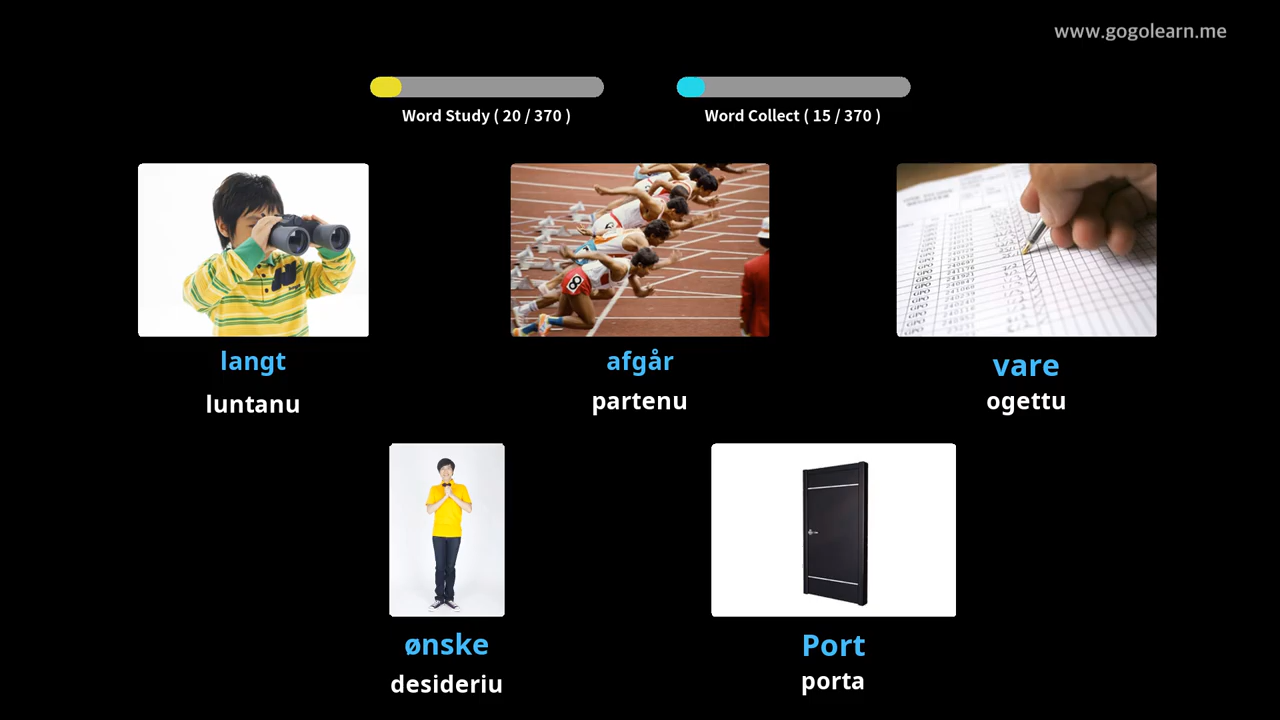 www.gogolearn.me
Word Study ( 20 / 370 )
Word Collect ( 15 / 370 )
langt
luntanu
afgår
partenu
vare
ogettu
ønske
desideriu
Port
porta